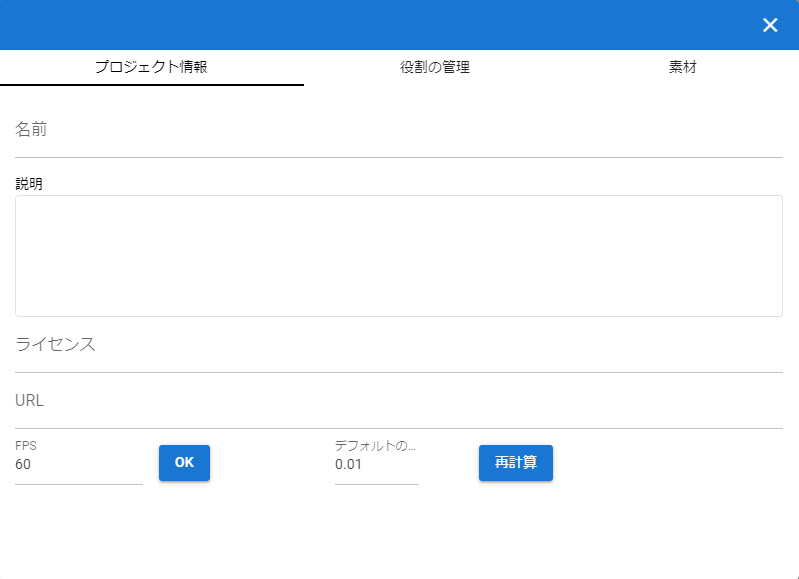 プロジェクト情報 役割の管理 素材
名前
説明
ライセンス
URL
FPS デフォルトの...
60 OK 0.01 再計算